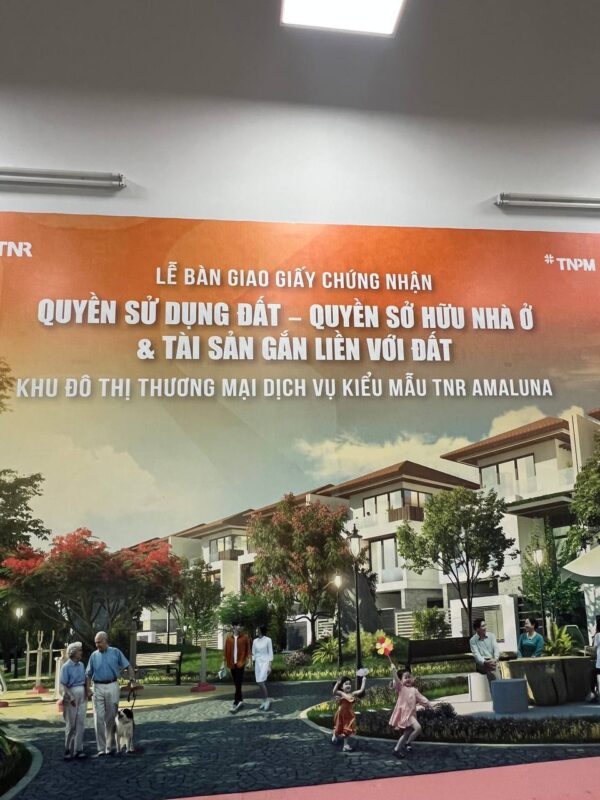 TNR
TNPM
LỄ BÀN GIAO GIẤY CHỨNG NHẬN
QUYỀN SỬ DỤNG ĐẤT – QUYỀN SỞ HỮU NHÀ Ở
& TÀI SẢN GẮN LIỀN VỚI ĐẤT
KHU ĐÔ THỊ THƯƠNG MẠI DỊCH VỤ KIỂU MẪU TNR AMALUNA